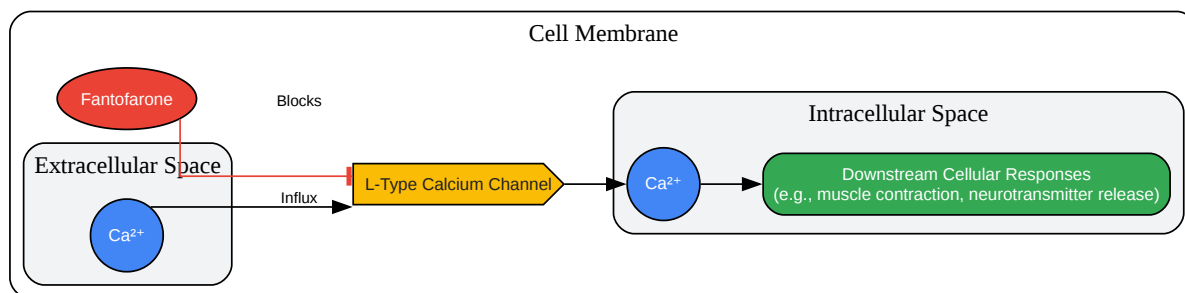 Cell Membrane
Fantofarone
Blocks
Extracellular Space
Ca²⁺
Influx
L-Type Calcium Channel
Intracellular Space
Ca²⁺
Downstream Cellular Responses
(e.g., muscle contraction, neurotransmitter release)